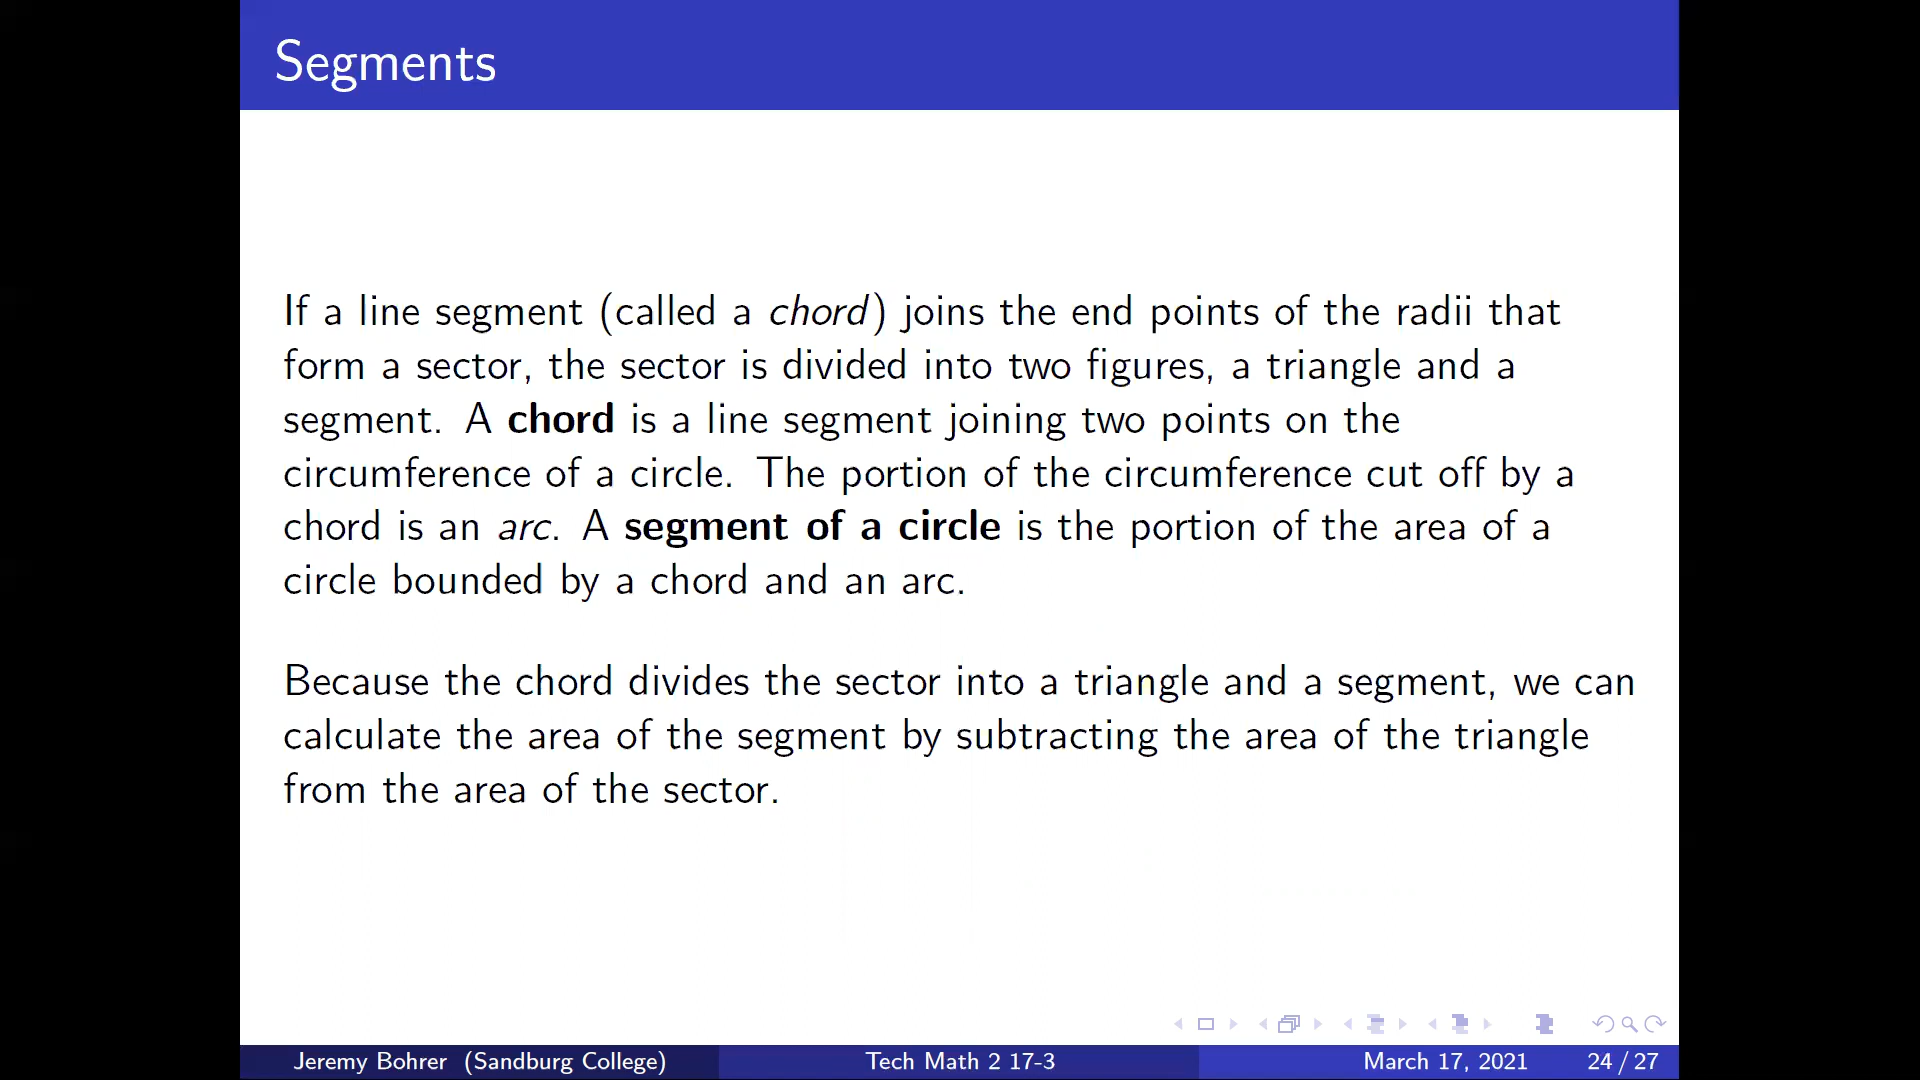 Segments
If a line segment (called a chord) joins the end points of the radii that
form a sector, the sector is divided into two figures, a triangle and a
segment. A chord is a line segment joining two points on the
circumference of a circle. The portion of the circumference cut off by a
chord is an arc. A segment of a circle is the portion of the area of a
circle bounded by a chord and an arc.
Because the chord divides the sector into a triangle and a segment, we can
calculate the area of the segment by subtracting the area of the triangle
from the area of the sector.
Jeremy Bohrer (Sandburg College) Tech Math 2 17-3 March 17, 2021 24 / 27